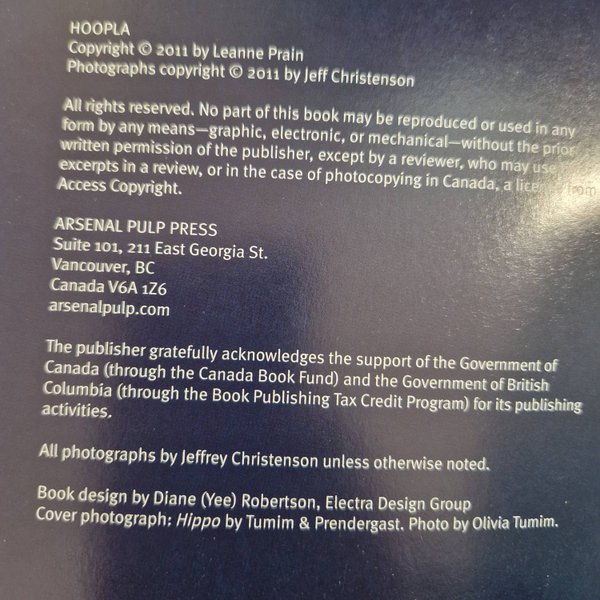 HOOPLA
Copyright © 2011 by Leanne Prain
Photographs copyright © 2011 by Jeff Christenson
All rights reserved. No part of this book may be reproduced or used in any
form by any means—graphic, electronic, or mechanical—without the prior
written permission of the publisher, except by a reviewer, who may use
excerpts in a review, or in the case of photocopying in Canada, a from
Access Copyright.
ARSENAL PULP PRESS
Suite 101, 211 East Georgia St.
Vancouver, BC
Canada V6A 1Z6
arsenalpulp.com
The publisher gratefully acknowledges the support of the Government of
Canada (through the Canada Book Fund) and the Government of British
Columbia (through the Book Publishing Tax Credit Program) for its publishing
activities.
All photographs by Jeffrey Christenson unless otherwise noted.
Book design by Diane (Yee) Robertson, Electra Design Group
Cover photograph: Hippo by Tumim & Prendergast. Photo by Olivia Tumim.